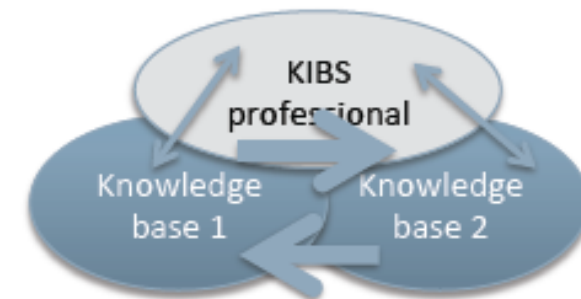 KIBS
professional
Knowledge
base 1
Knowledge
base 2